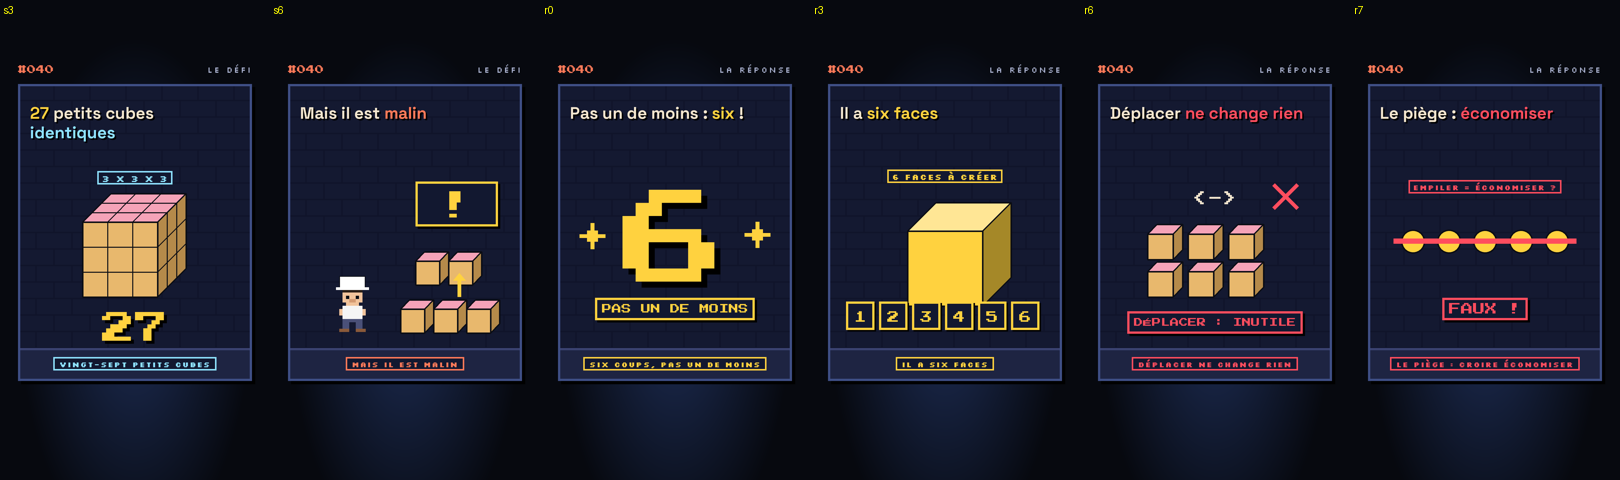 s3
#040
LE DÉFI
27 petits cubes
identiques
3 X 3 X 3
27
VINGT-SEPT PETITS CUBES
s6
#040
LE DÉFI
Mais il est malin
!
MAIS IL EST MALIN
r0
#040
LA RÉPONSE
Pas un de moins : six !
6
PAS UN DE MOINS
SIX COUPS, PAS UN DE MOINS
r3
#040
LA RÉPONSE
Il a six faces
6 FACES À CRÉER
1 2 3 4 5 6
IL A SIX FACES
r6
#040
LA RÉPONSE
Déplacer ne change rien
<->
DÉPLACER : INUTILE
DÉPLACER NE CHANGE RIEN
r7
#040
LA RÉPONSE
Le piège : économiser
EMPILER = ÉCONOMISER ?
FAUX !
LE PIÈGE : CROIRE ÉCONOMISER